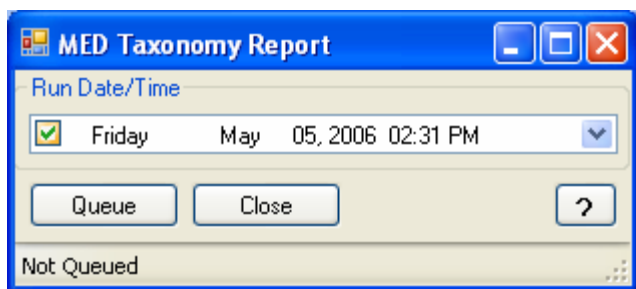 MED Taxonomy Report
Run Date/Time
Friday May 05, 2006 02:31 PM
Queue Close ?
Not Queued